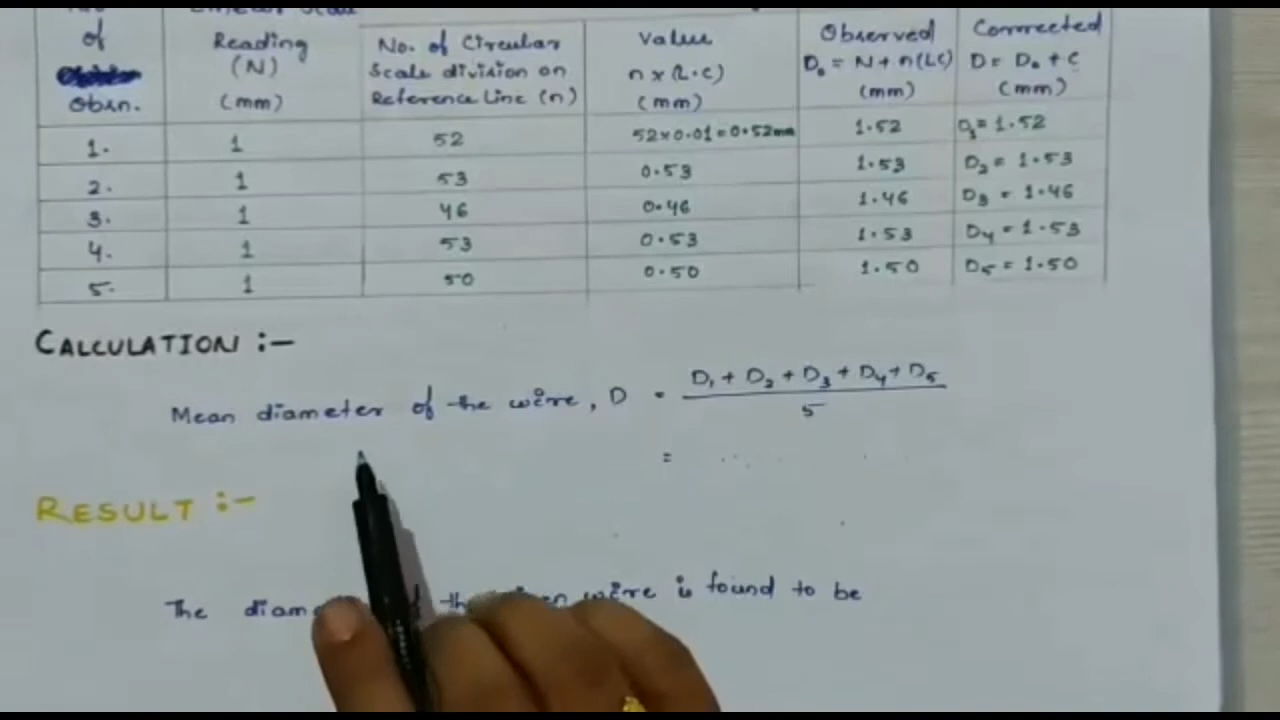 of
Obsn.
Reading
(N)
(mm)
No. of Circular
Scale division on
Reference Line (n)
Value
n x (L.C)
(mm)
Observed
D₀ = N + n(LC)
(mm)
Corrected
D = D₀ + C
(mm)
1. 1 52 52x0.01=0.52mm 1.52 D₁= 1.52
2. 1 53 0.53 1.53 D₂= 1.53
3. 1 46 0.46 1.46 D₃ = 1.46
4. 1 53 0.53 1.53 D₄ = 1.53
5. 1 50 0.50 1.50 D₅ = 1.50
CALCULATION :-
Mean diameter of the wire, D = D₁ + D₂ + D₃ + D₄ + D₅
5
=
RESULT :-
The wire is found to be